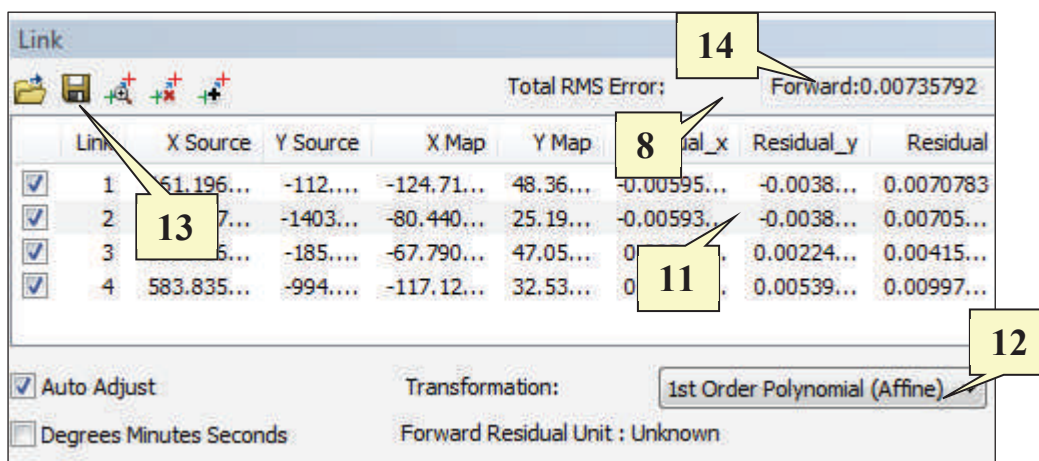 Link
14
Total RMS Error: Forward:0.00735792
8
Link X Source Y Source X Map Y Map Residual_y Residual
1 -112.... -124.71... 48.36... -0.00595... -0.0038... 0.0070783
2 -1403... -80.440... 25.19... -0.00593... -0.0038... 0.00705...
13
3 -185.... -67.790... 47.05... 0.00224... 0.00415...
11
4 583.835... -994.... -117.12... 32.53... 0.00539... 0.00997...
12
Auto Adjust Transformation: 1st Order Polynomial (Affine)
Degrees Minutes Seconds Forward Residual Unit : Unknown